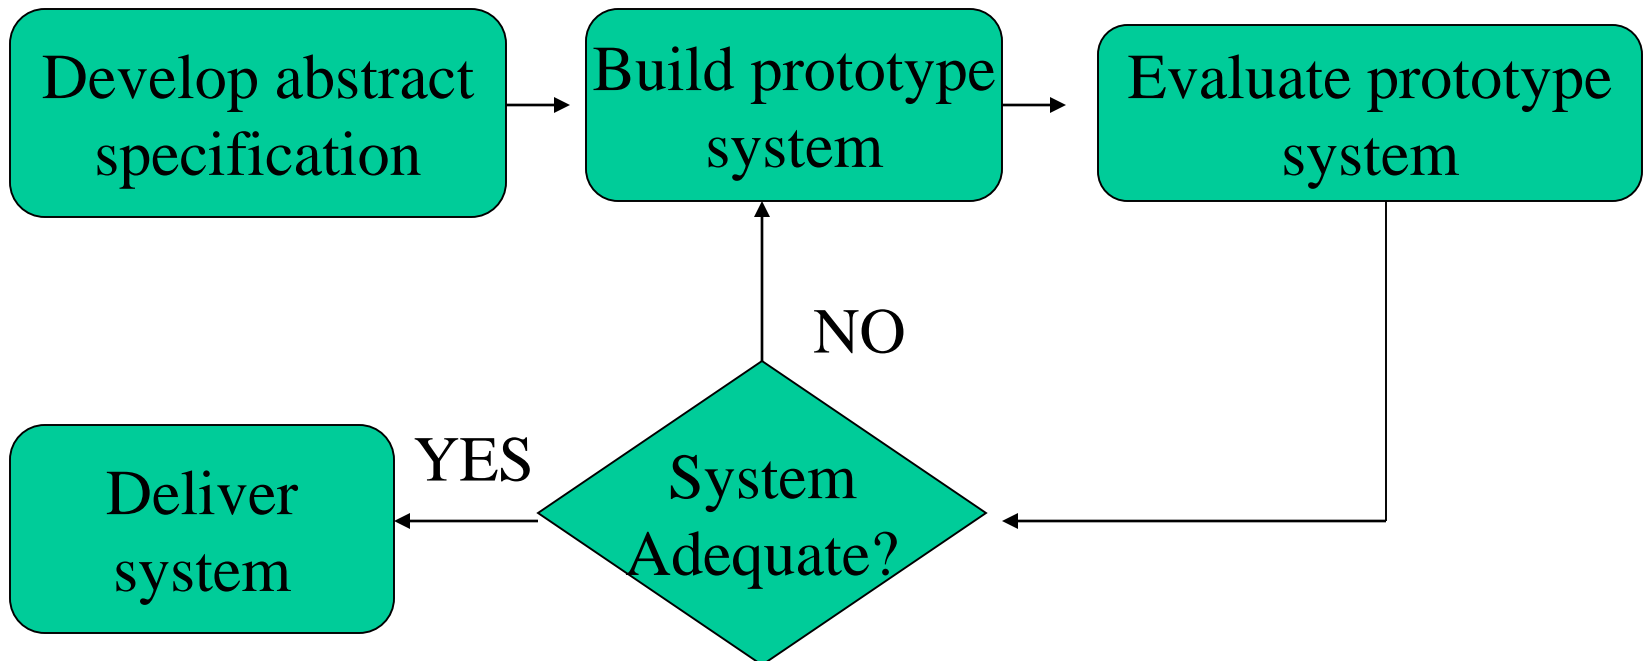 Develop abstract
specification
Build prototype
system
Evaluate prototype
system
NO
YES
System
Adequate?
Deliver
system